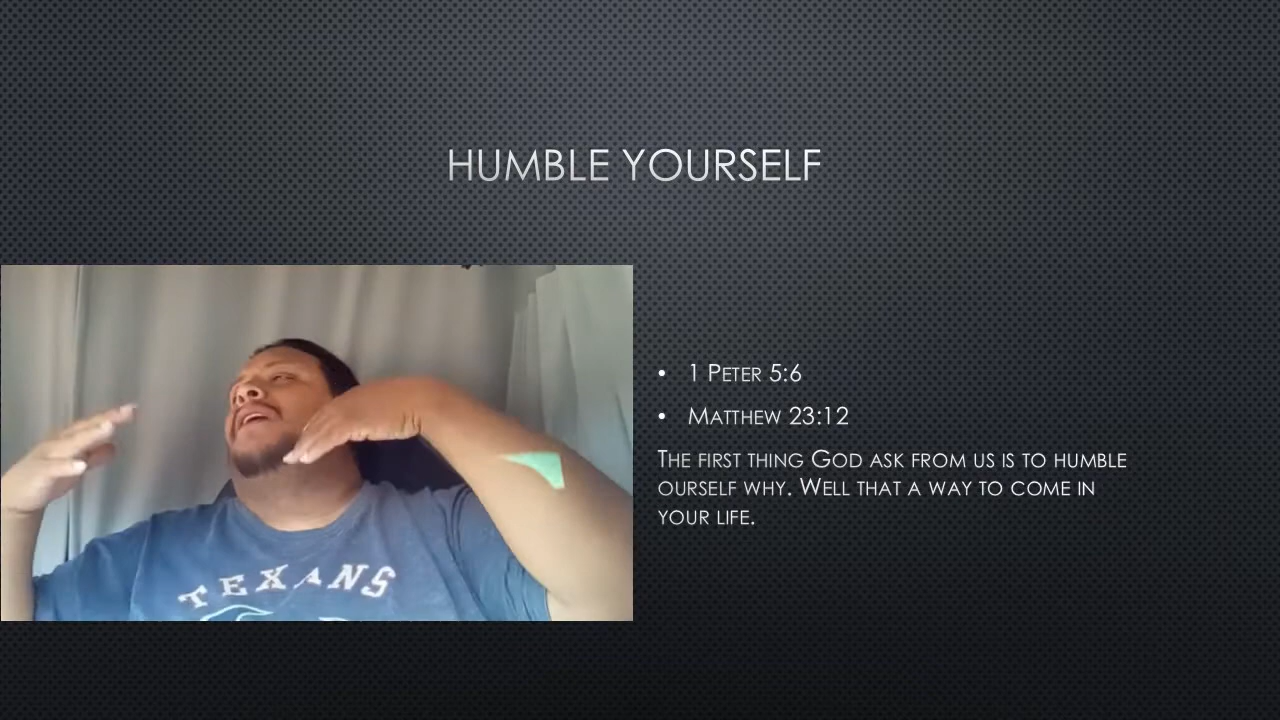 HUMBLE YOURSELF
• 1 PETER 5:6
• MATTHEW 23:12
THE FIRST THING GOD ASK FROM US IS TO HUMBLE
OURSELF WHY. WELL THAT A WAY TO COME IN
YOUR LIFE.
TEXANS